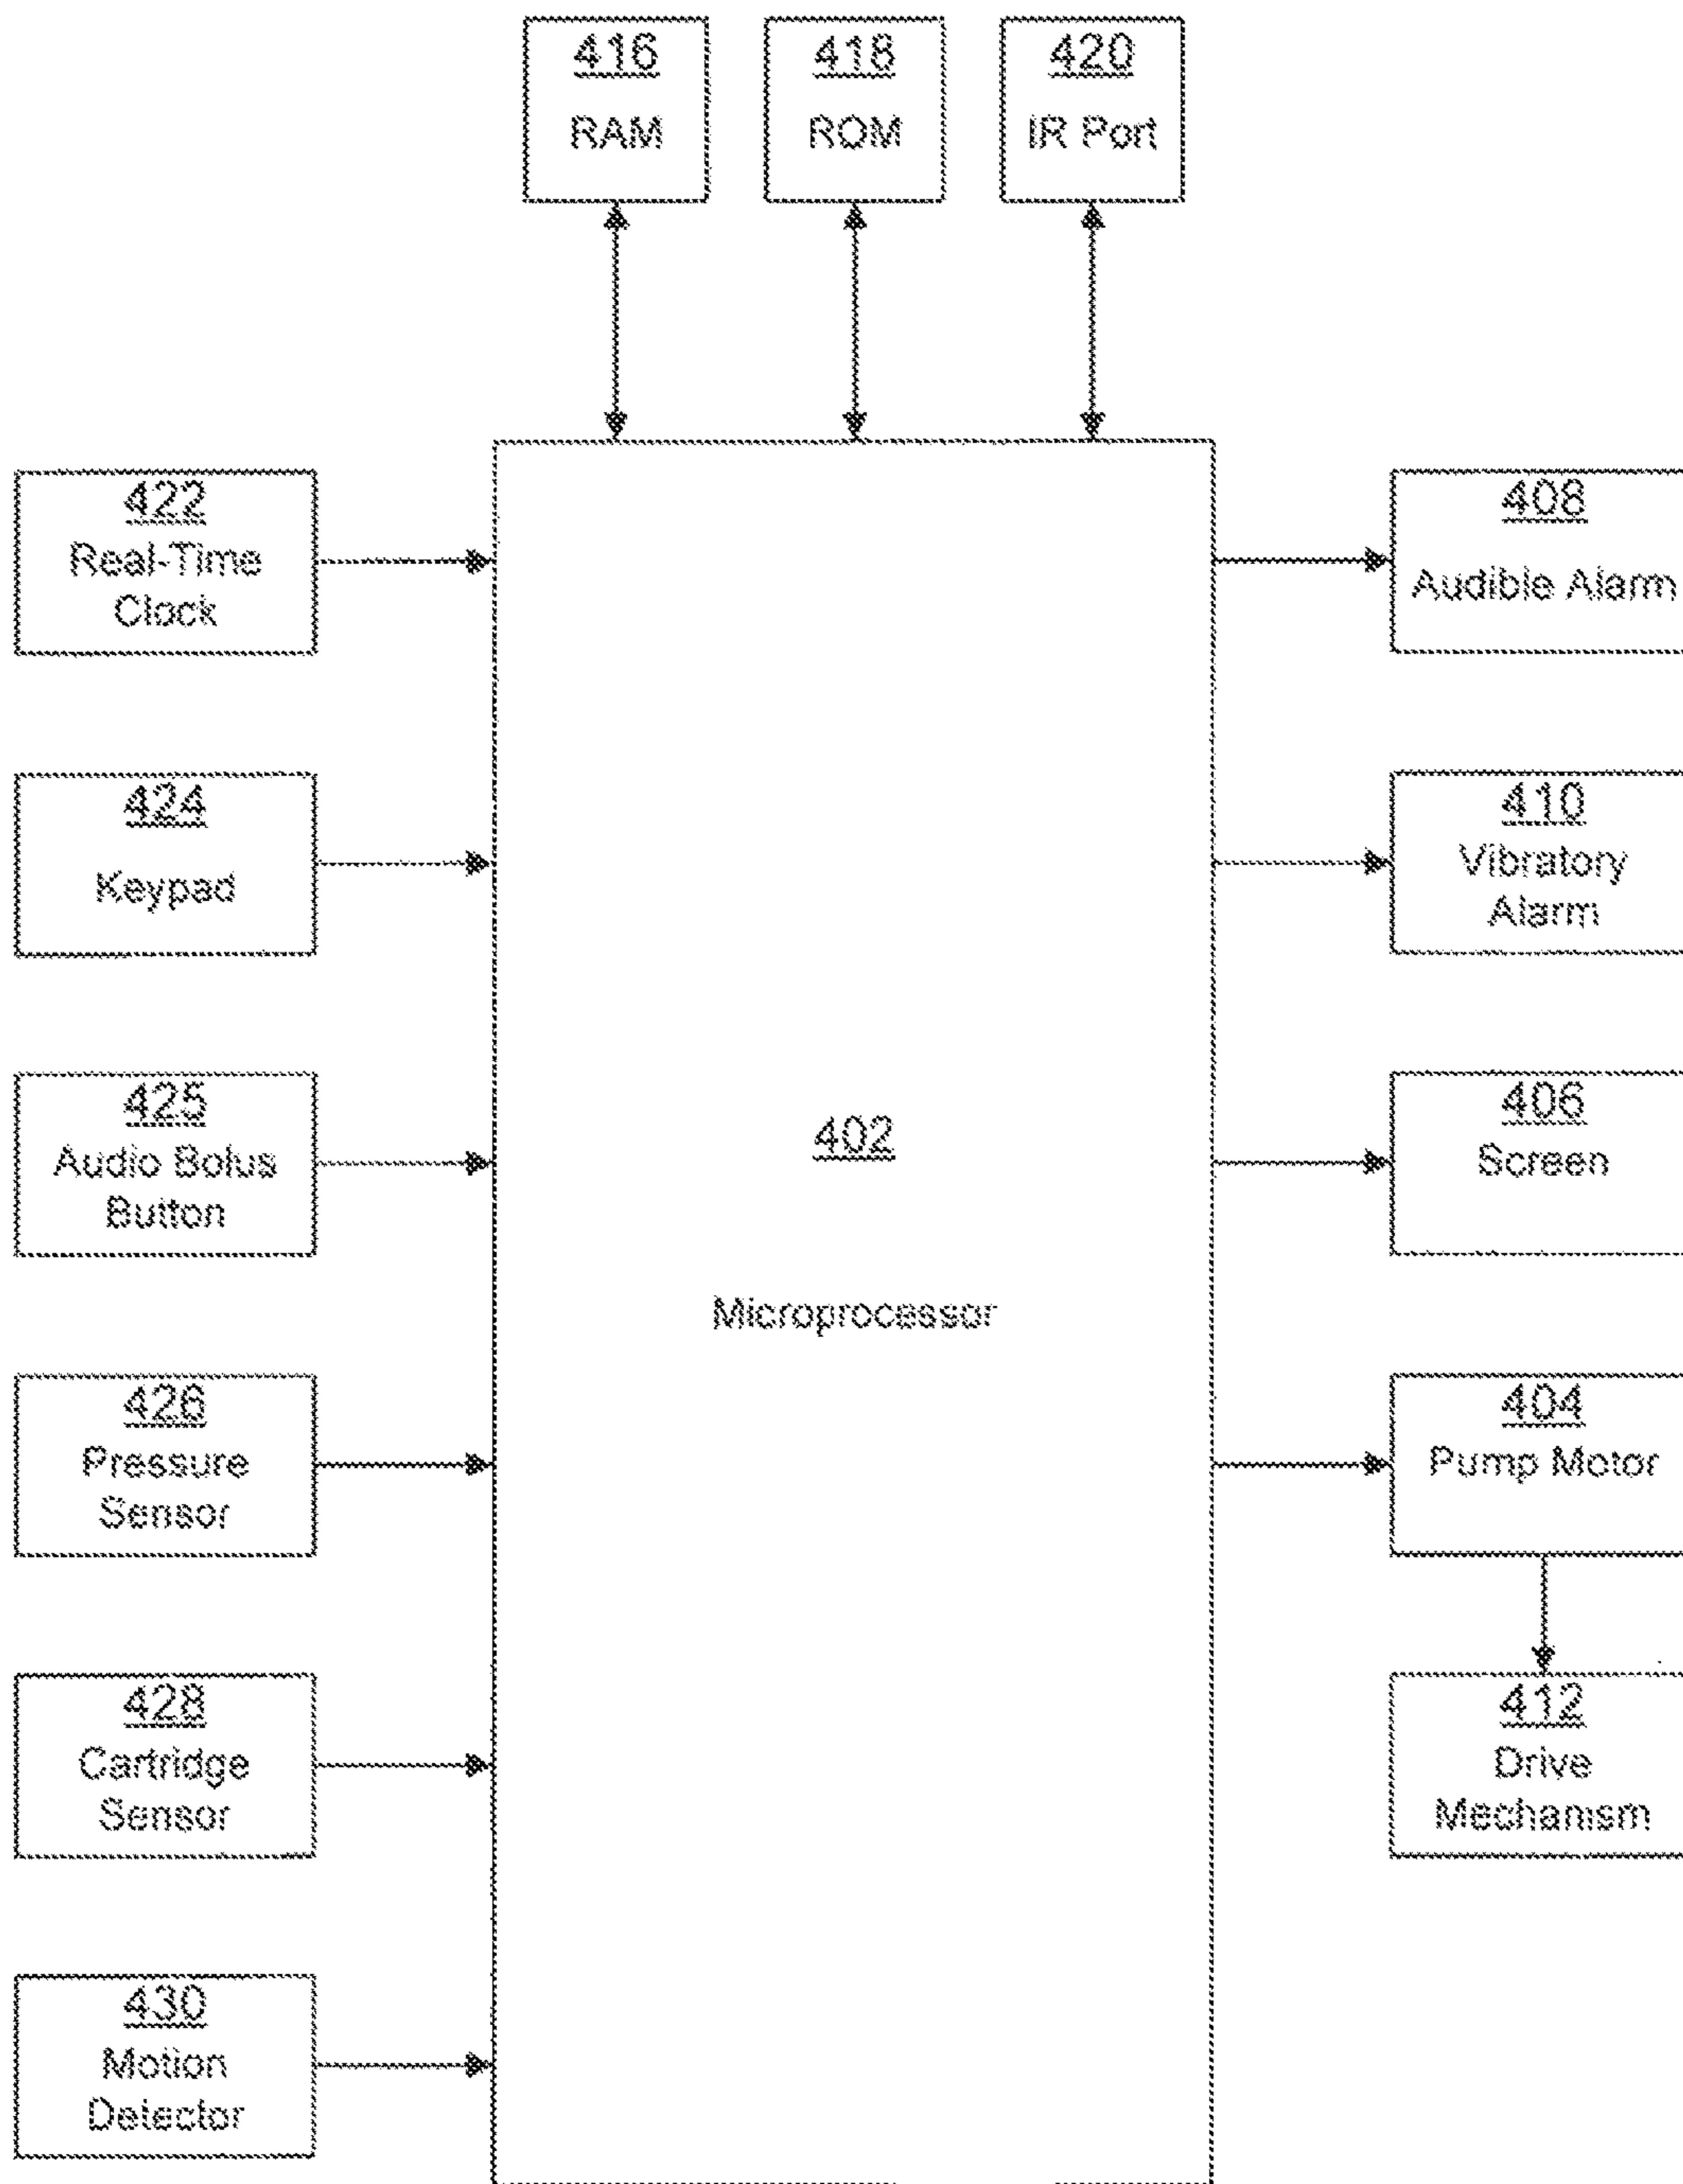 416
RAM
418
ROM
420
IR Port
422
Real-Time
Clock
424
Keypad
425
Audio Bolus
Button
426
Pressure
Sensor
428
Cartridge
Sensor
430
Motion
Detector
402
Microprocessor
408
Audible Alarm
410
Vibratory
Alarm
406
Screen
404
Pump Motor
412
Drive
Mechanism